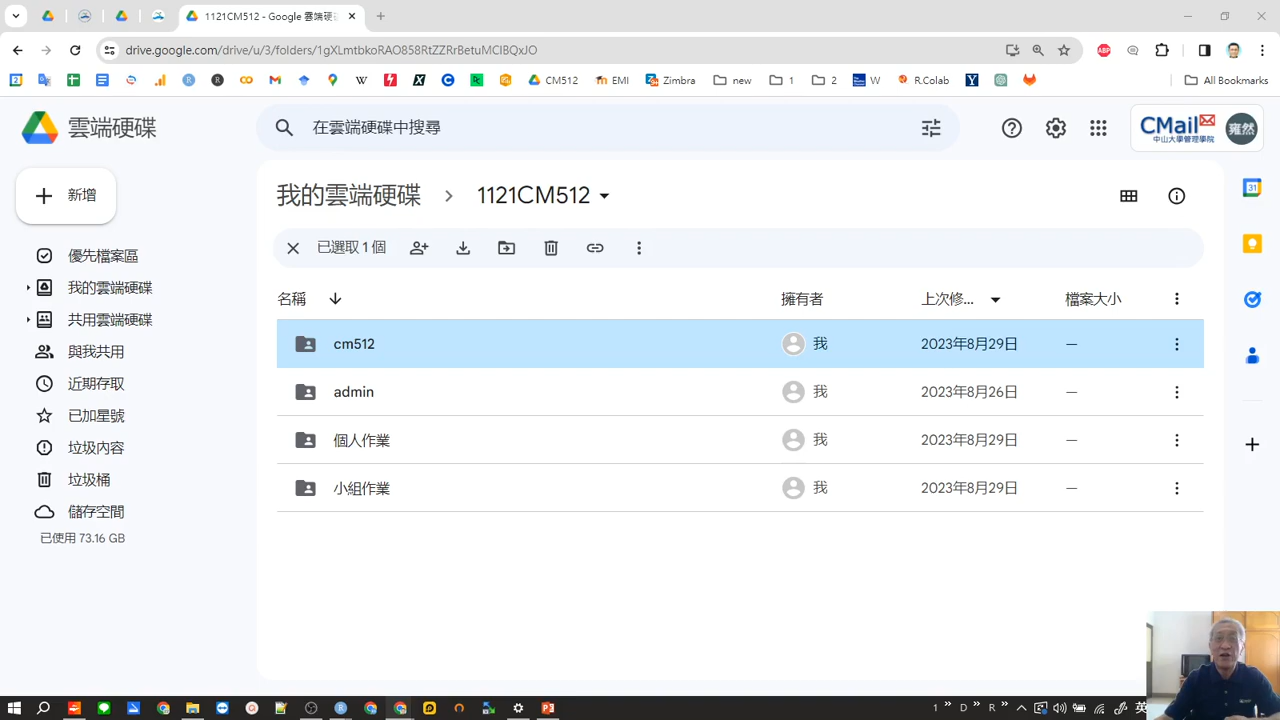 1121CM512 - Google 雲端硬碟
drive.google.com/drive/u/3/folders/1gXLmtbkoRAO858RtZZRrBetuMCIBQxJO
CM512
EMI
Zimbra
new
1
2
W
R.Colab
All Bookmarks
雲端硬碟
在雲端硬碟中搜尋
CMail
中山大學管理學院
雍然
新增
我的雲端硬碟 > 1121CM512
已選取 1 個
優先檔案區
我的雲端硬碟
共用雲端硬碟
與我共用
近期存取
已加星號
垃圾內容
垃圾桶
儲存空間
已使用 73.16 GB
名稱 擁有者 上次修... 檔案大小
cm512 我 2023年8月29日 —
admin 我 2023年8月26日 —
個人作業 我 2023年8月29日 —
小組作業 我 2023年8月29日 —
31
1 » D » R » 英